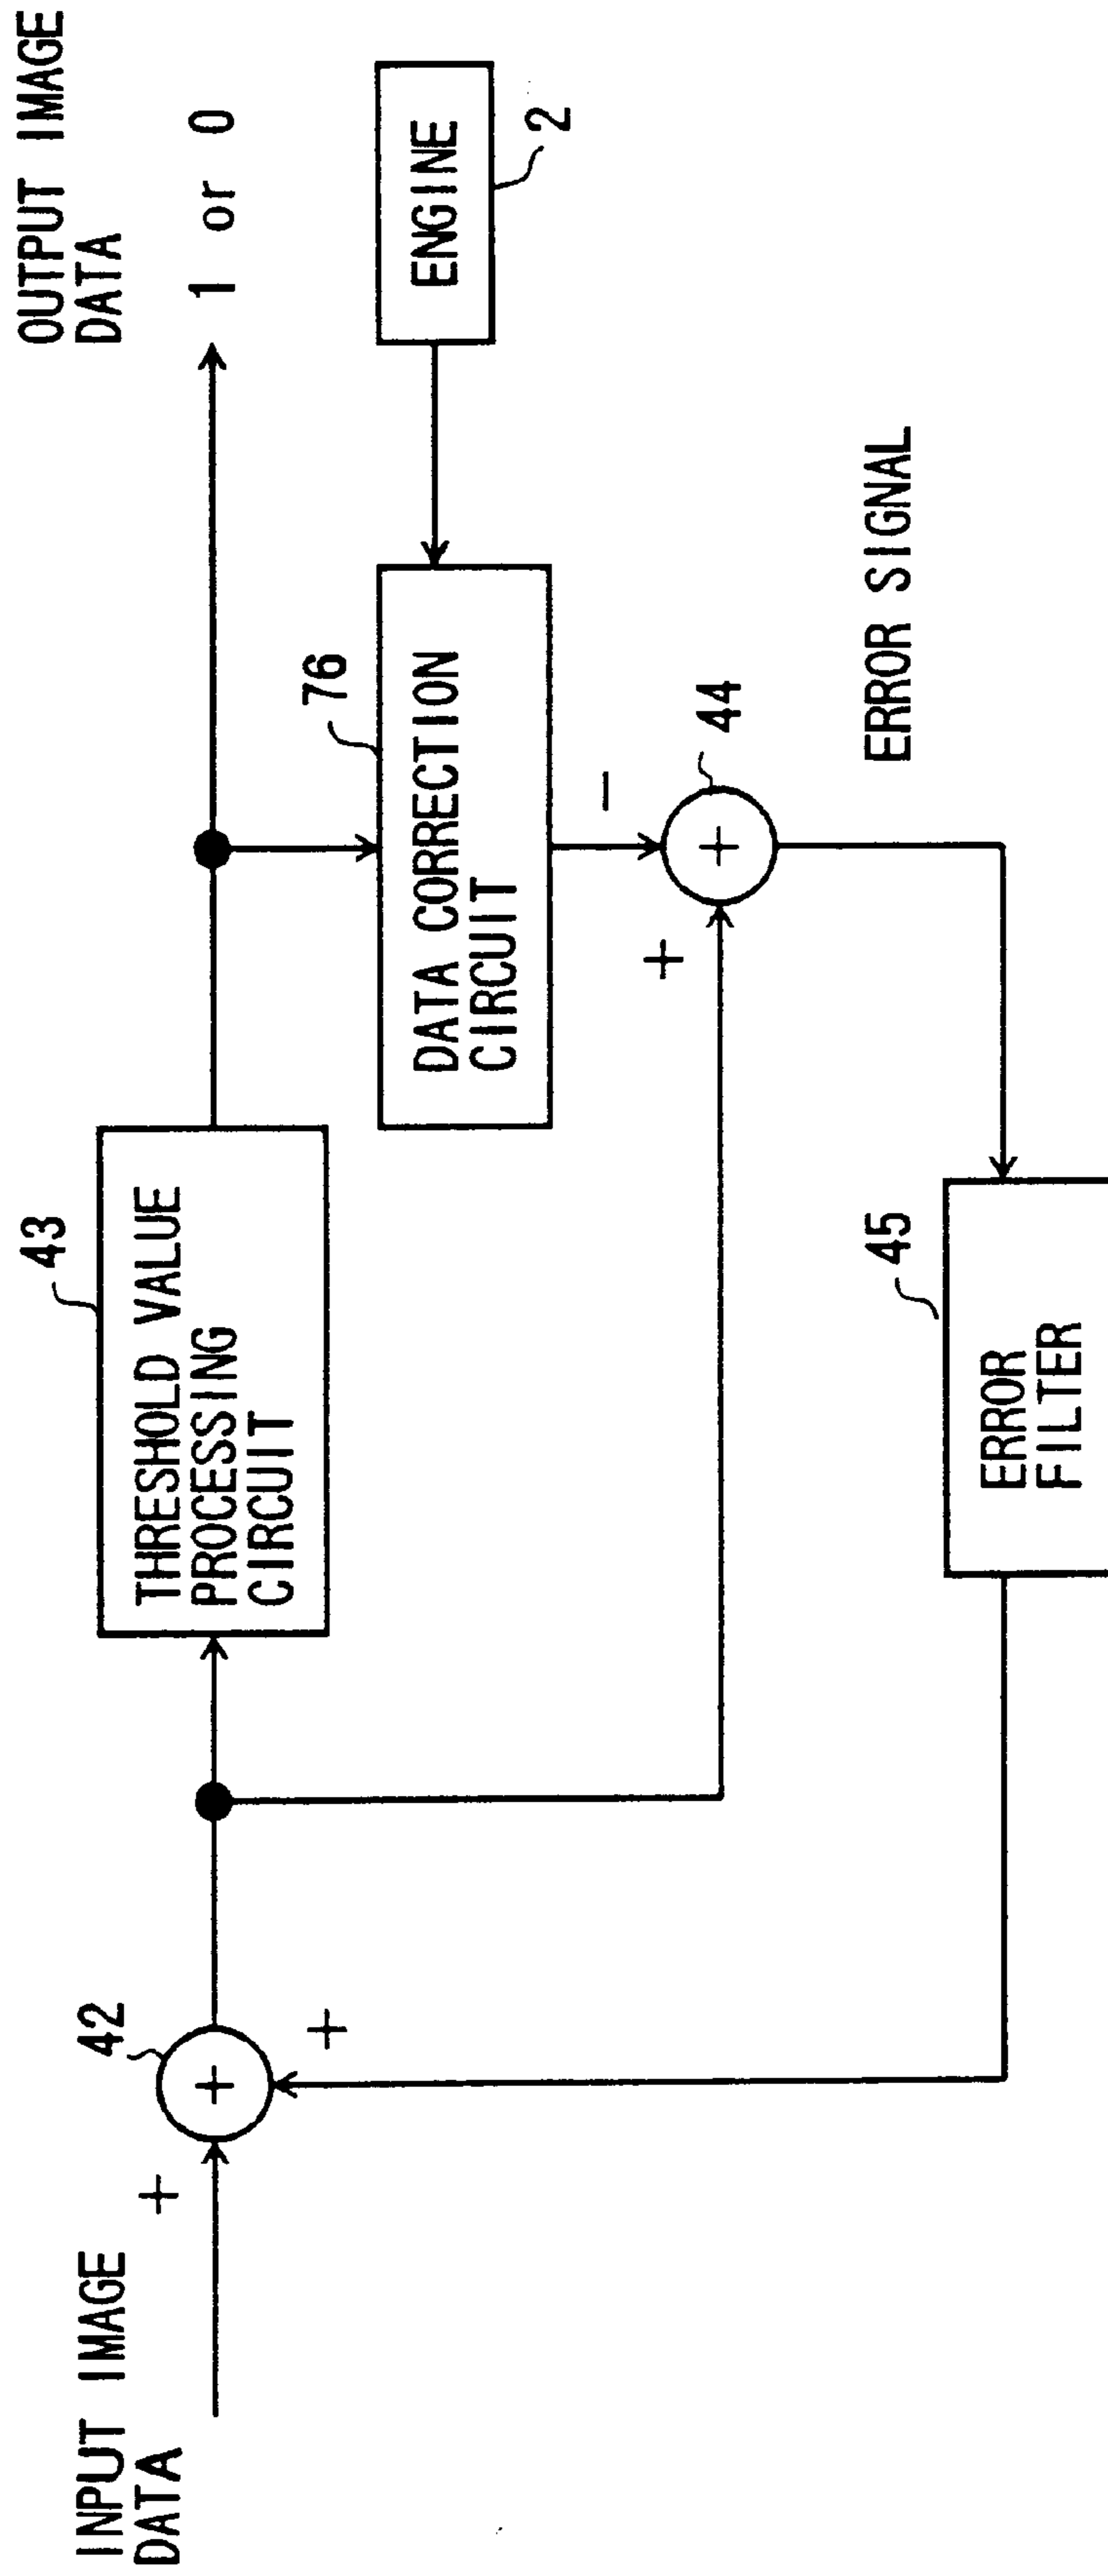 INPUT IMAGE
DATA
+
42
+
+
43
THRESHOLD VALUE
PROCESSING
CIRCUIT
OUTPUT IMAGE
DATA
1 or 0
76
DATA CORRECTION
CIRCUIT
ENGINE
2
+
−
+
44
ERROR SIGNAL
45
ERROR
FILTER